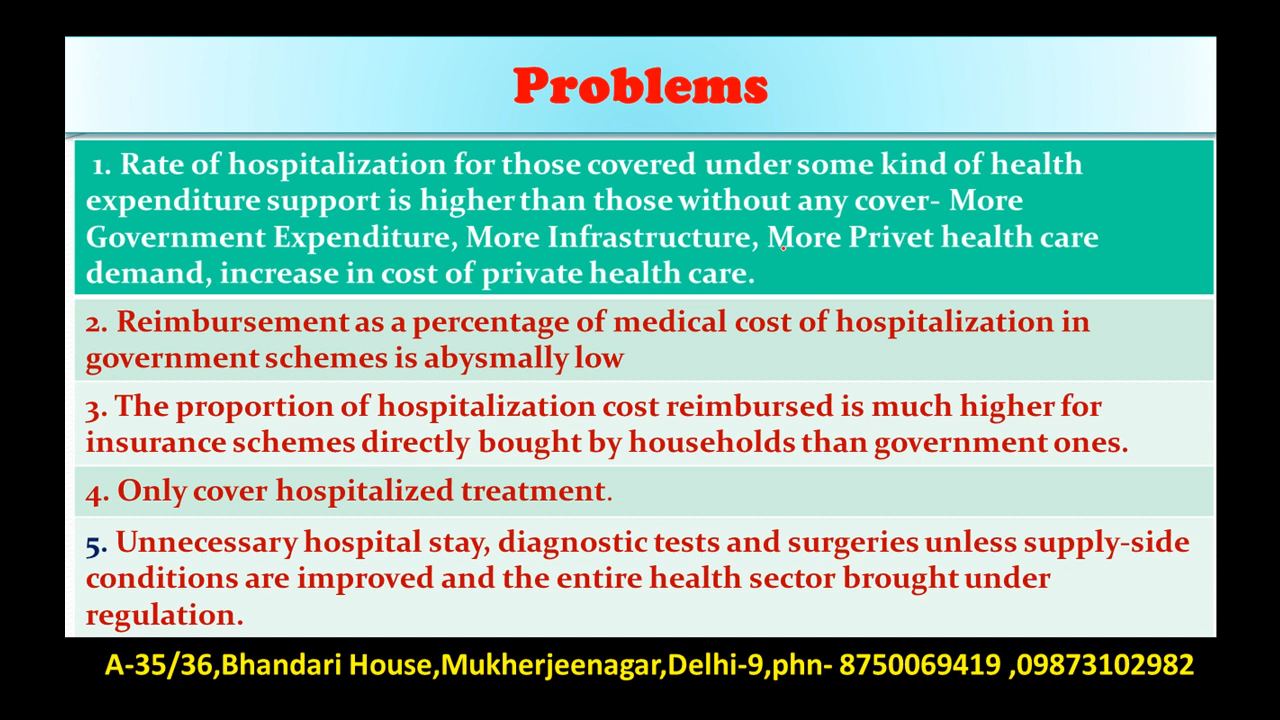 Problems
1. Rate of hospitalization for those covered under some kind of health
expenditure support is higher than those without any cover- More
Government Expenditure, More Infrastructure, More Privet health care
demand, increase in cost of private health care.
2. Reimbursement as a percentage of medical cost of hospitalization in
government schemes is abysmally low
3. The proportion of hospitalization cost reimbursed is much higher for
insurance schemes directly bought by households than government ones.
4. Only cover hospitalized treatment.
5. Unnecessary hospital stay, diagnostic tests and surgeries unless supply-side
conditions are improved and the entire health sector brought under
regulation.
A-35/36,Bhandari House,Mukherjeenagar,Delhi-9,phn- 8750069419 ,09873102982